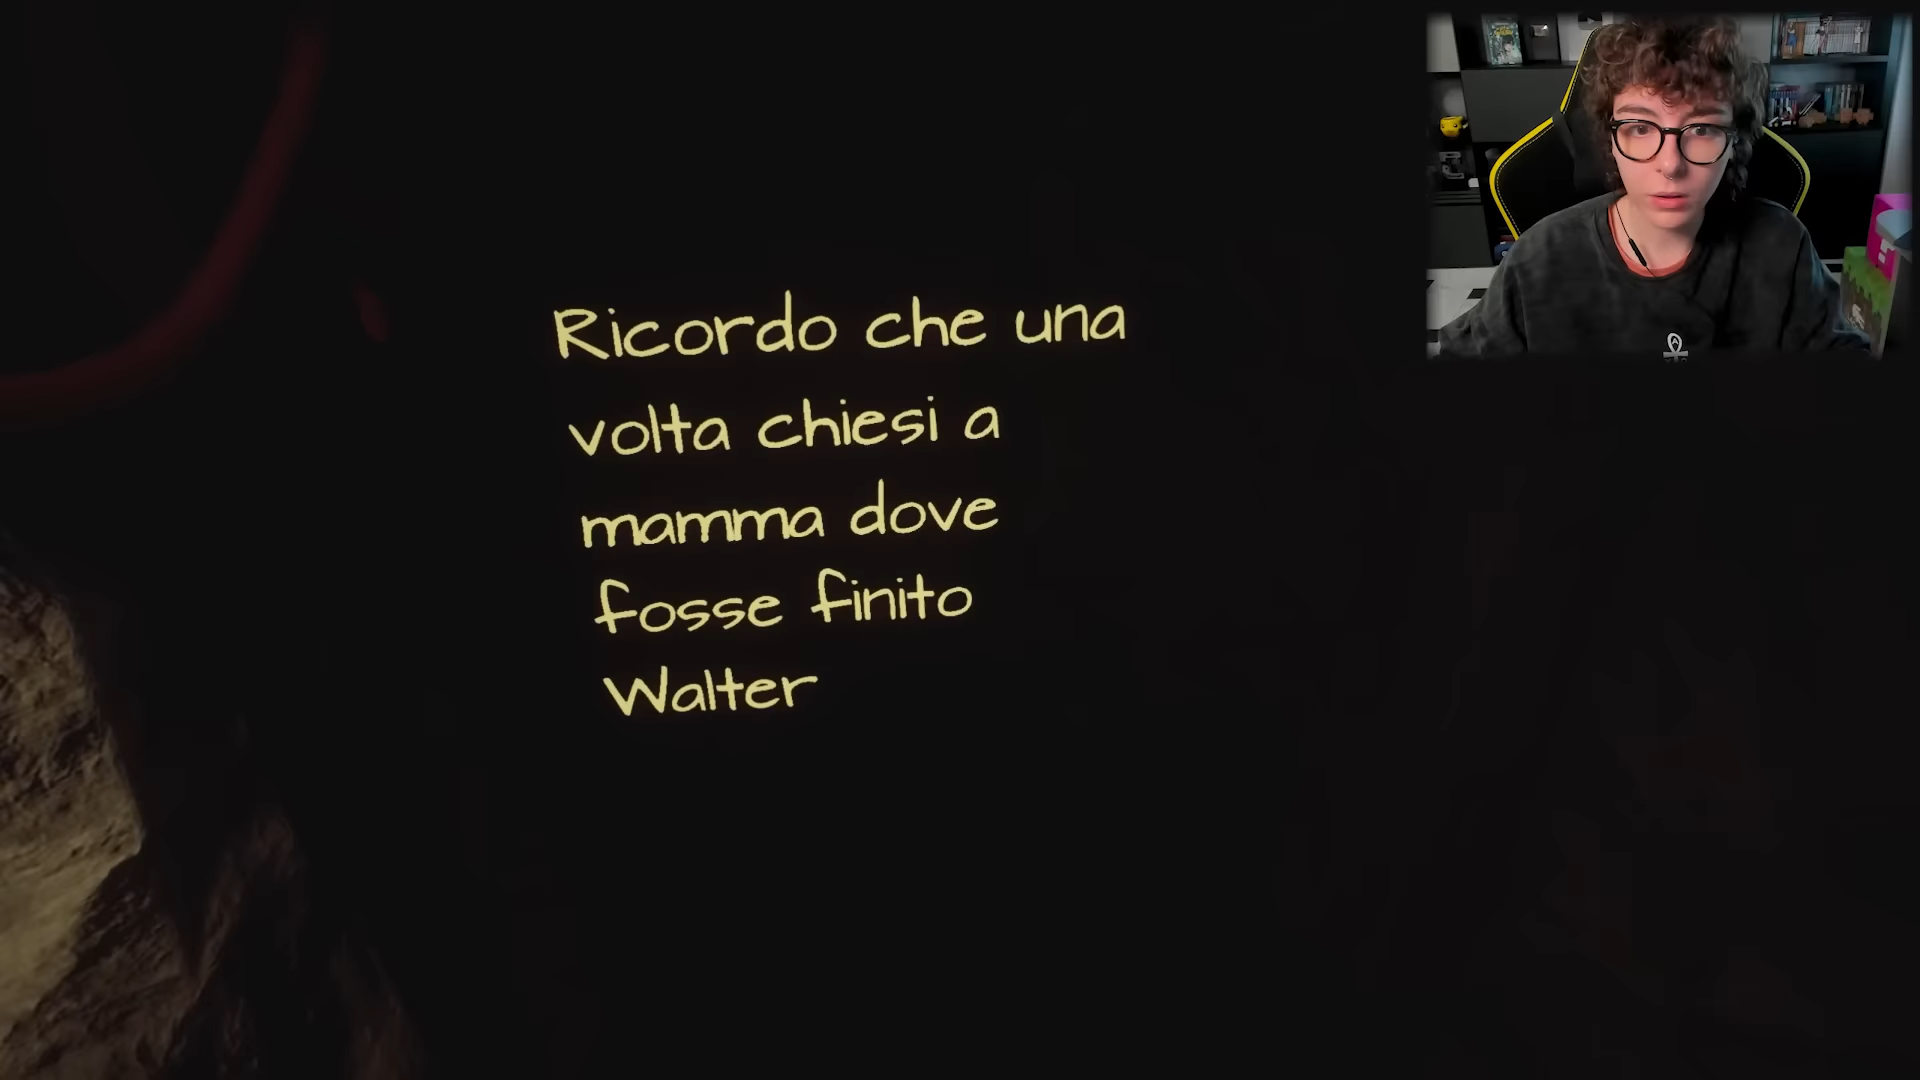 Ricordo che una
volta chiesi a
mamma dove
fosse finito
Walter